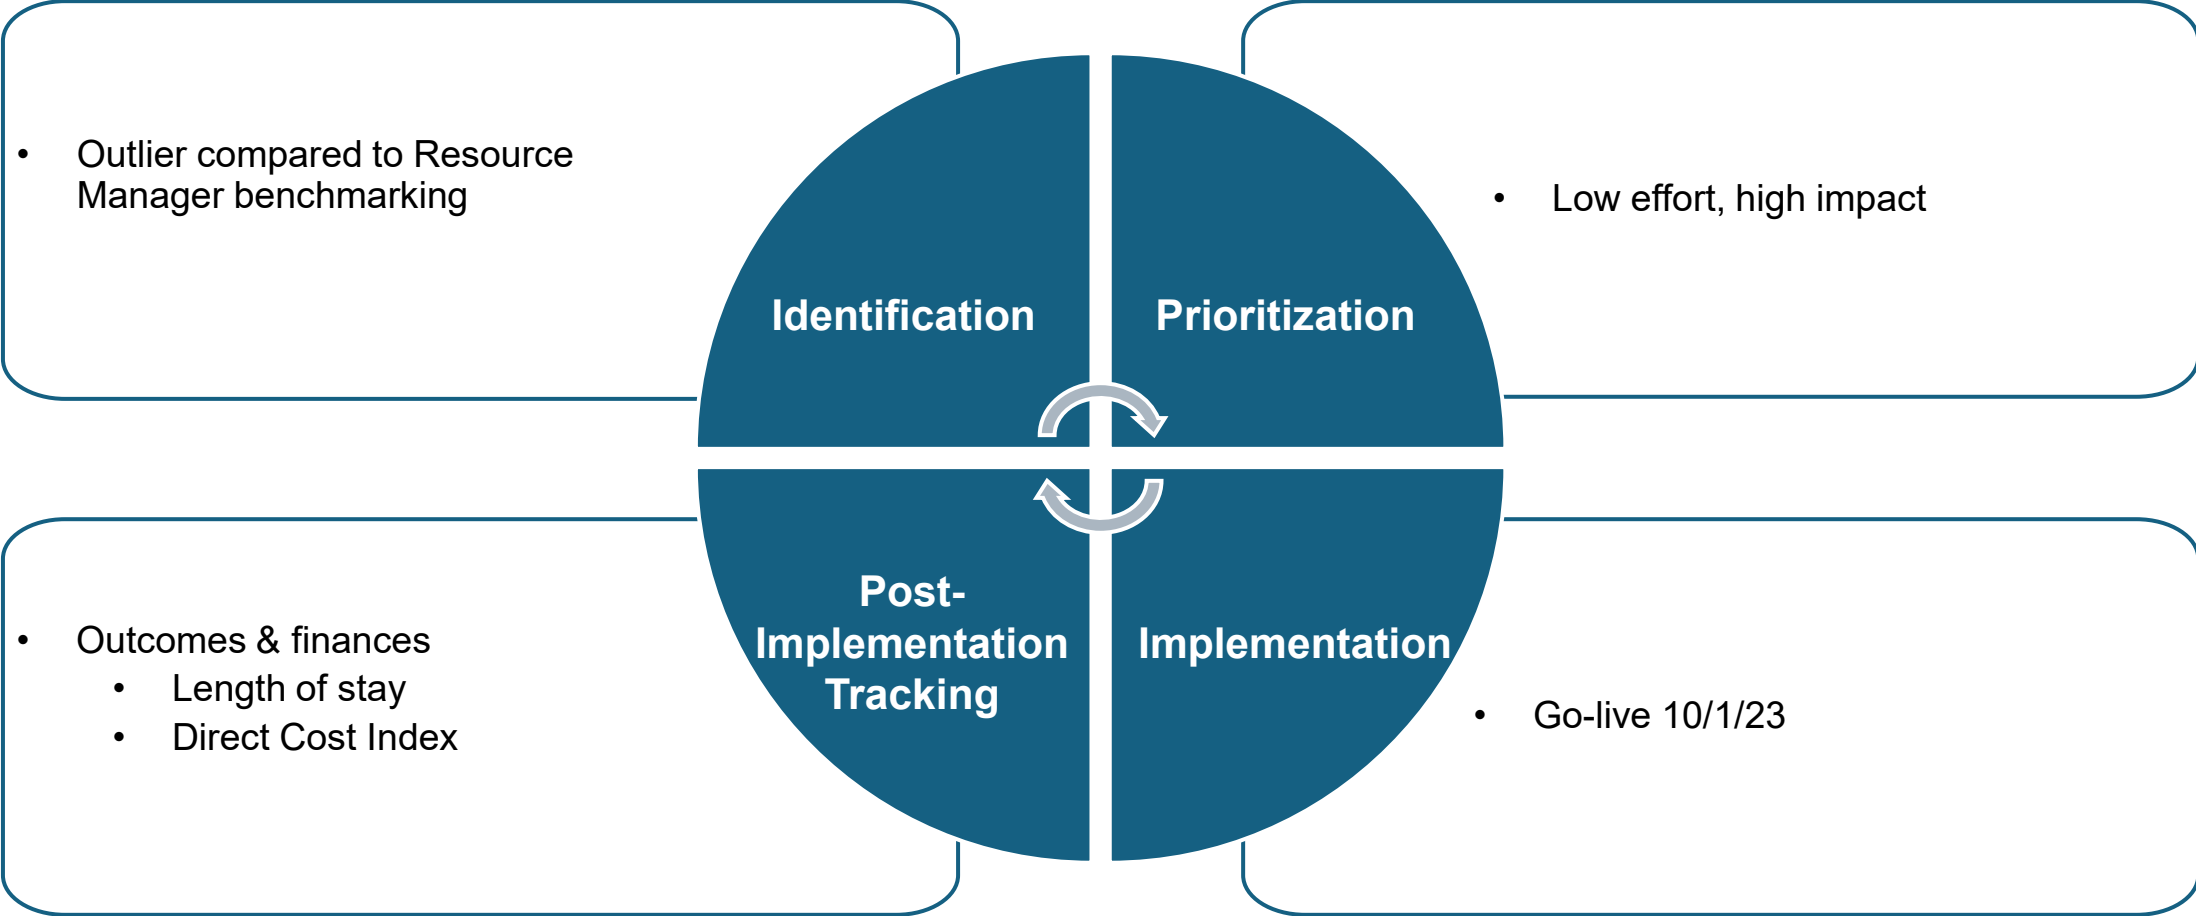 • Outlier compared to Resource
Manager benchmarking
Identification
Prioritization
• Low effort, high impact
• Outcomes & finances
• Length of stay
• Direct Cost Index
Post-
Implementation
Tracking
Implementation
• Go-live 10/1/23